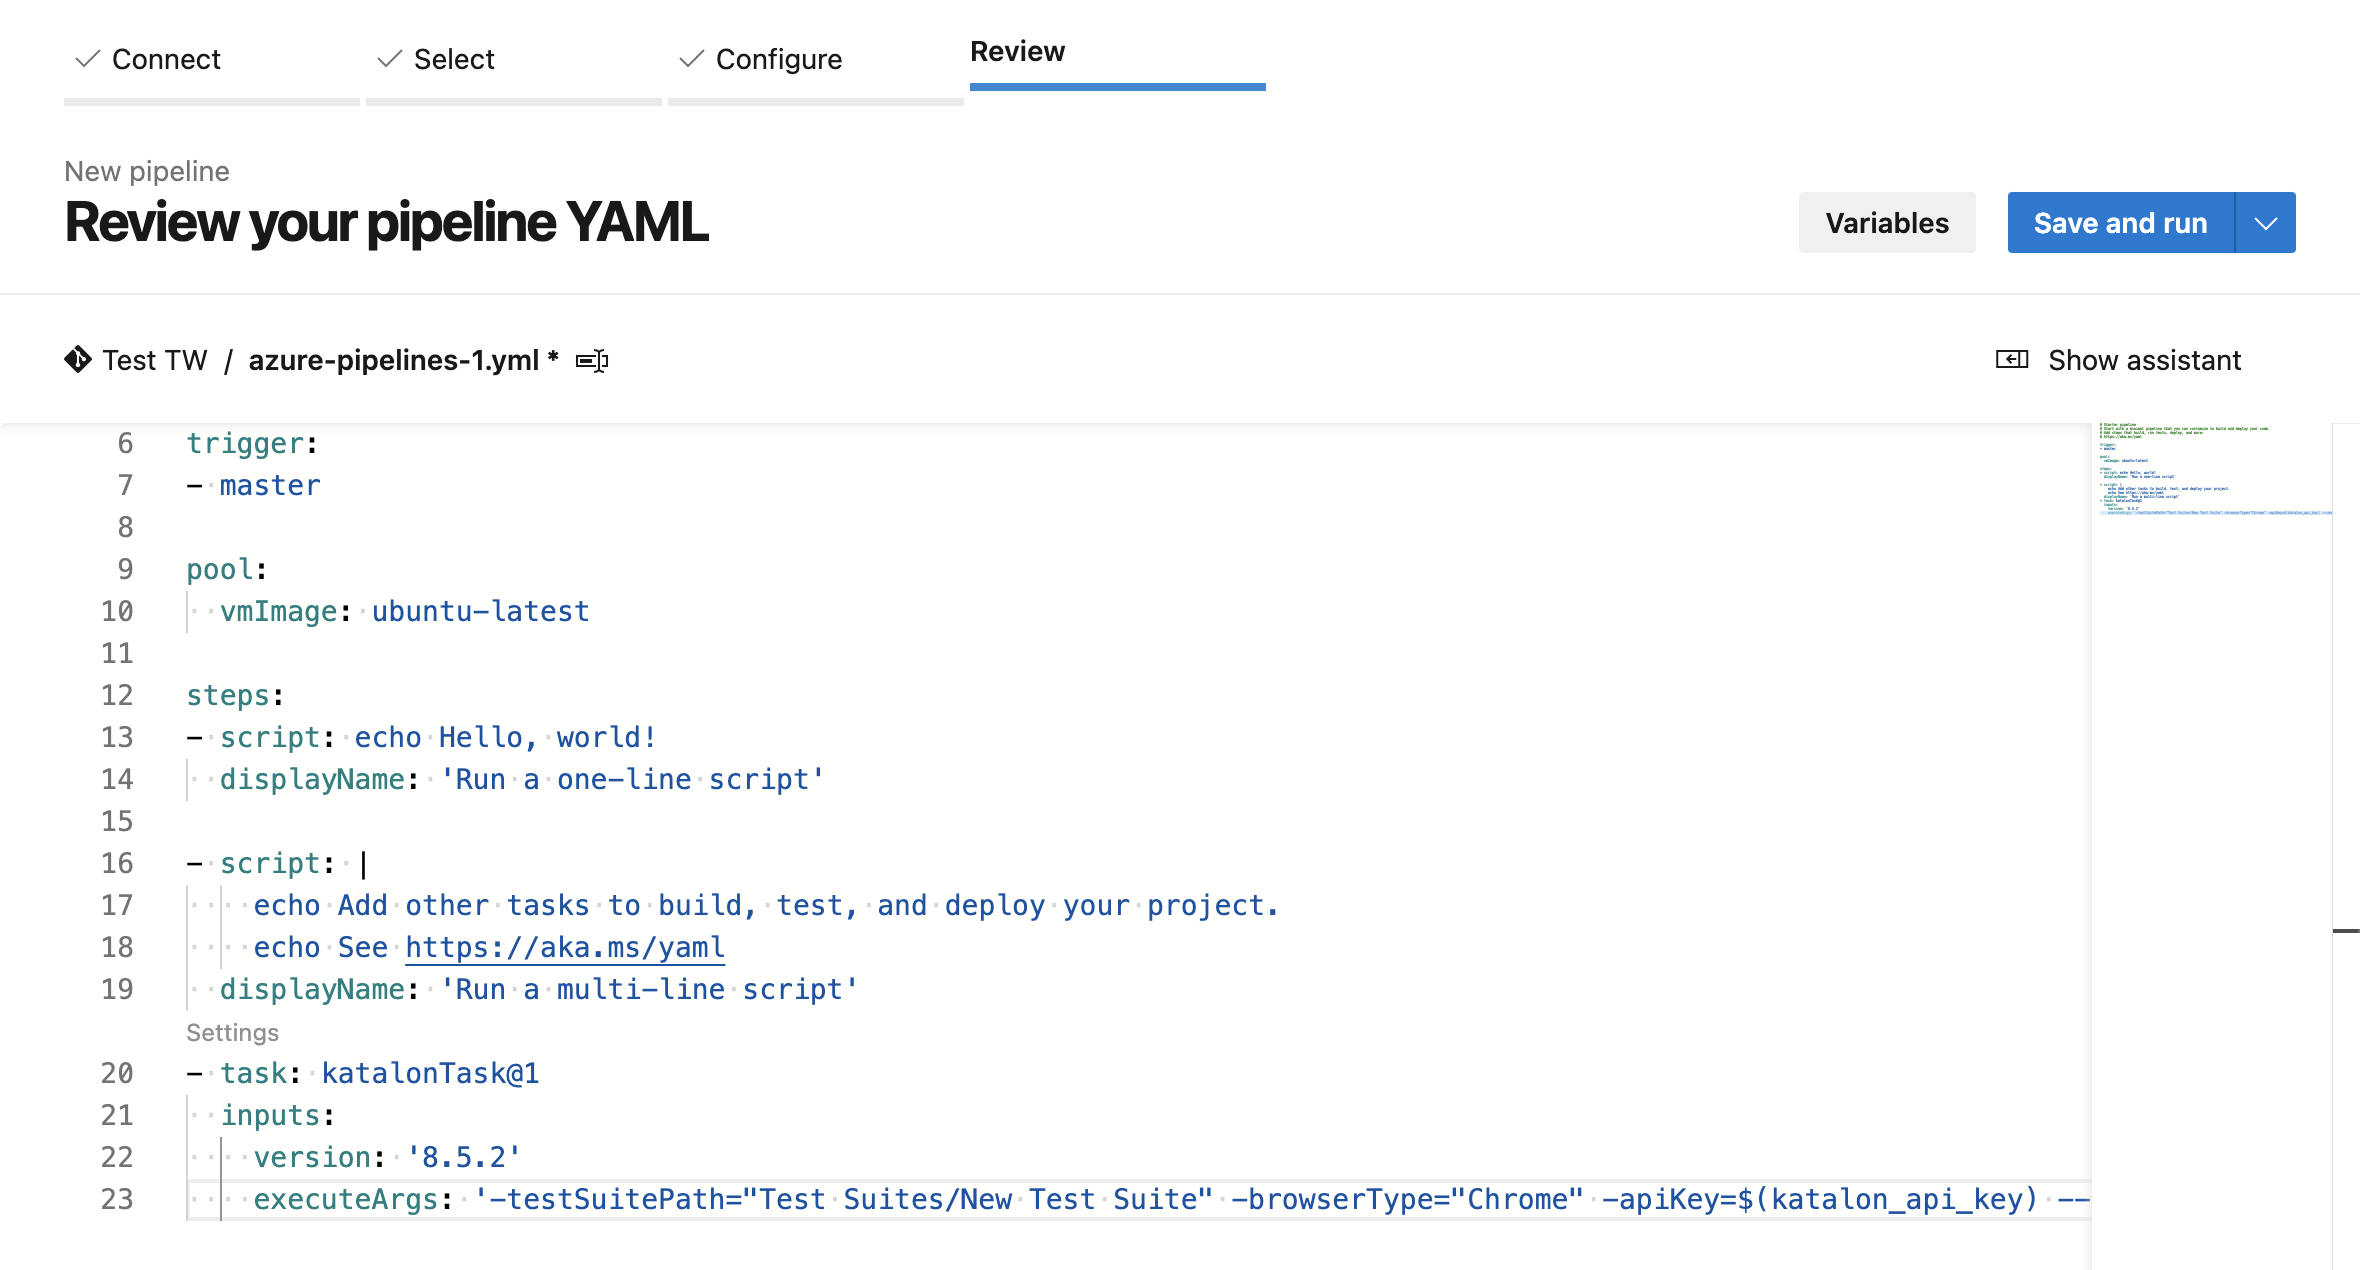 Connect
Select
Configure
Review
New pipeline
Review your pipeline YAML
Variables
Save and run
Test TW / azure-pipelines-1.yml *
Show assistant
6 trigger:
7 - master
8
9 pool:
10 vmImage: ubuntu-latest
11
12 steps:
13 - script: echo Hello, world!
14 displayName: 'Run a one-line script'
15
16 - script: |
17 echo Add other tasks to build, test, and deploy your project.
18 echo See https://aka.ms/yaml
19 displayName: 'Run a multi-line script'
Settings
20 - task: katalonTask@1
21 inputs:
22 version: '8.5.2'
23 executeArgs: '-testSuitePath="Test Suites/New Test Suite" -browserType="Chrome" -apiKey=$(katalon_api_key) --